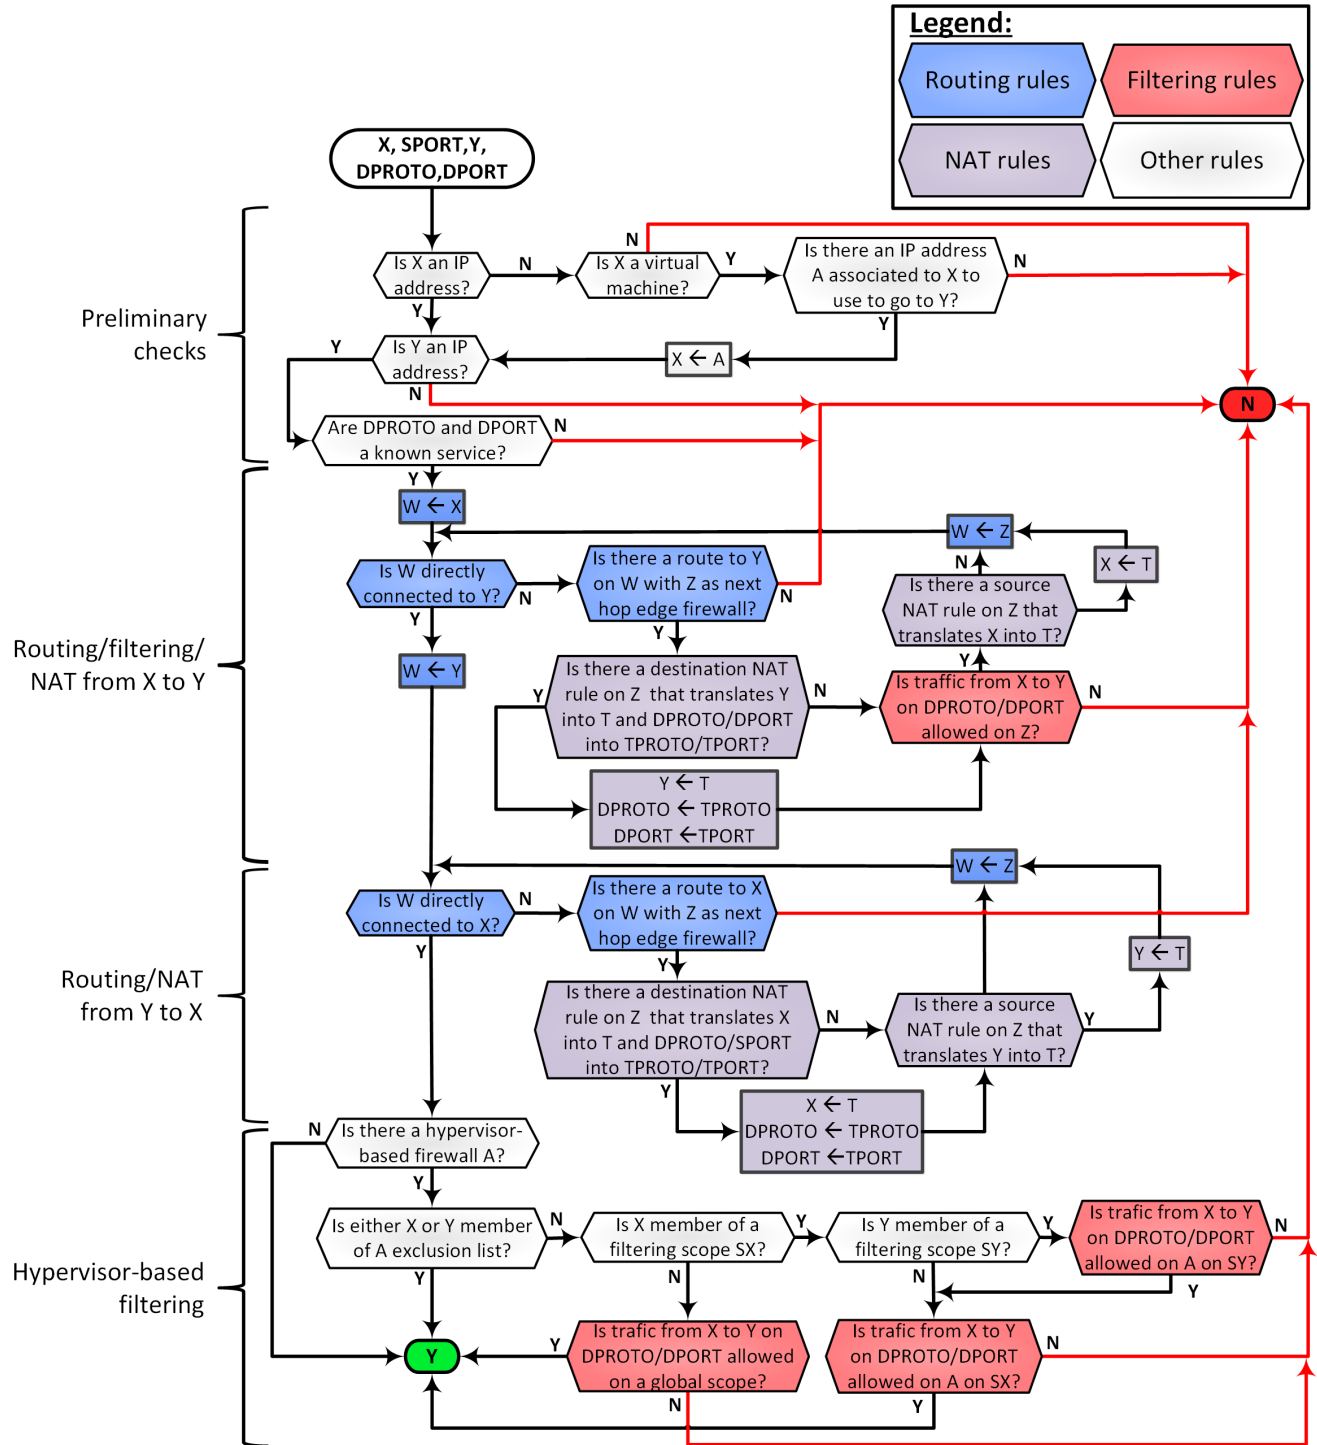 Legend:
Routing rules
Filtering rules
NAT rules
Other rules
X, SPORT,Y,
DPROTO,DPORT
Preliminary
checks
Is X an IP
address?
N
Y
Is X a virtual
machine?
N
Y
Is there an IP address
A associated to X to
use to go to Y?
N
Y
X ← A
Is Y an IP
address?
Y
N
N
Are DPROTO and DPORT
a known service?
N
Y
Routing/filtering/
NAT from X to Y
W ← X
W ← Z
X ← T
Is W directly
connected to Y?
N
Y
Is there a route to Y
on W with Z as next
hop edge firewall?
N
Y
Is there a source
NAT rule on Z that
translates X into T?
N
W ← Y
Is there a destination NAT
rule on Z that translates Y
into T and DPROTO/DPORT
into TPROTO/TPORT?
Y
N
Is traffic from X to Y
on DPROTO/DPORT
allowed on Z?
Y
N
Y ← T
DPROTO ← TPROTO
DPORT ←TPORT
Routing/NAT
from Y to X
W ← Z
Is W directly
connected to X?
N
Y
Is there a route to X
on W with Z as next
hop edge firewall?
Y
Y ← T
Is there a destination NAT
rule on Z that translates X
into T and DPROTO/SPORT
into TPROTO/TPORT?
N
Y
Is there a source
NAT rule on Z that
translates Y into T?
Y
X ← T
DPROTO ← TPROTO
DPORT ←TPORT
Hypervisor-based
filtering
Is there a hypervisor-
based firewall A?
N
Y
Is either X or Y member
of A exclusion list?
N
Y
Is X member of a
filtering scope SX?
Y
N
Is Y member of a
filtering scope SY?
Y
N
Is trafic from X to Y
on DPROTO/DPORT
allowed on A on SY?
N
Y
Y
Is trafic from X to Y on
DPROTO/DPORT allowed
on a global scope?
Y
N
Is trafic from X to Y
on DPROTO/DPORT
allowed on A on SX?
N
Y